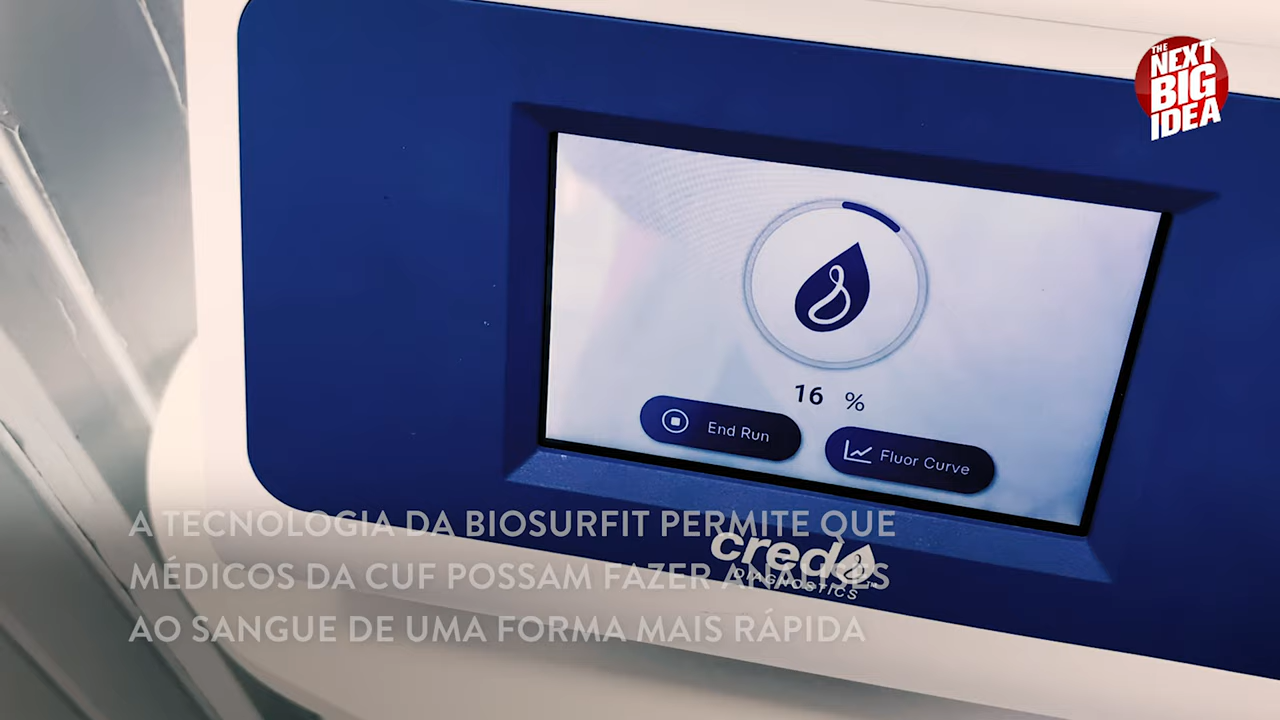 THE
NEXT
BIG
IDEA
16 %
End Run
Fluor Curve
credo
DIAGNOSTICS
A TECNOLOGIA DA BIOSURFIT PERMITE QUE
MÉDICOS DA CUF POSSAM FAZER ANÁLISES
AO SANGUE DE UMA FORMA MAIS RÁPIDA